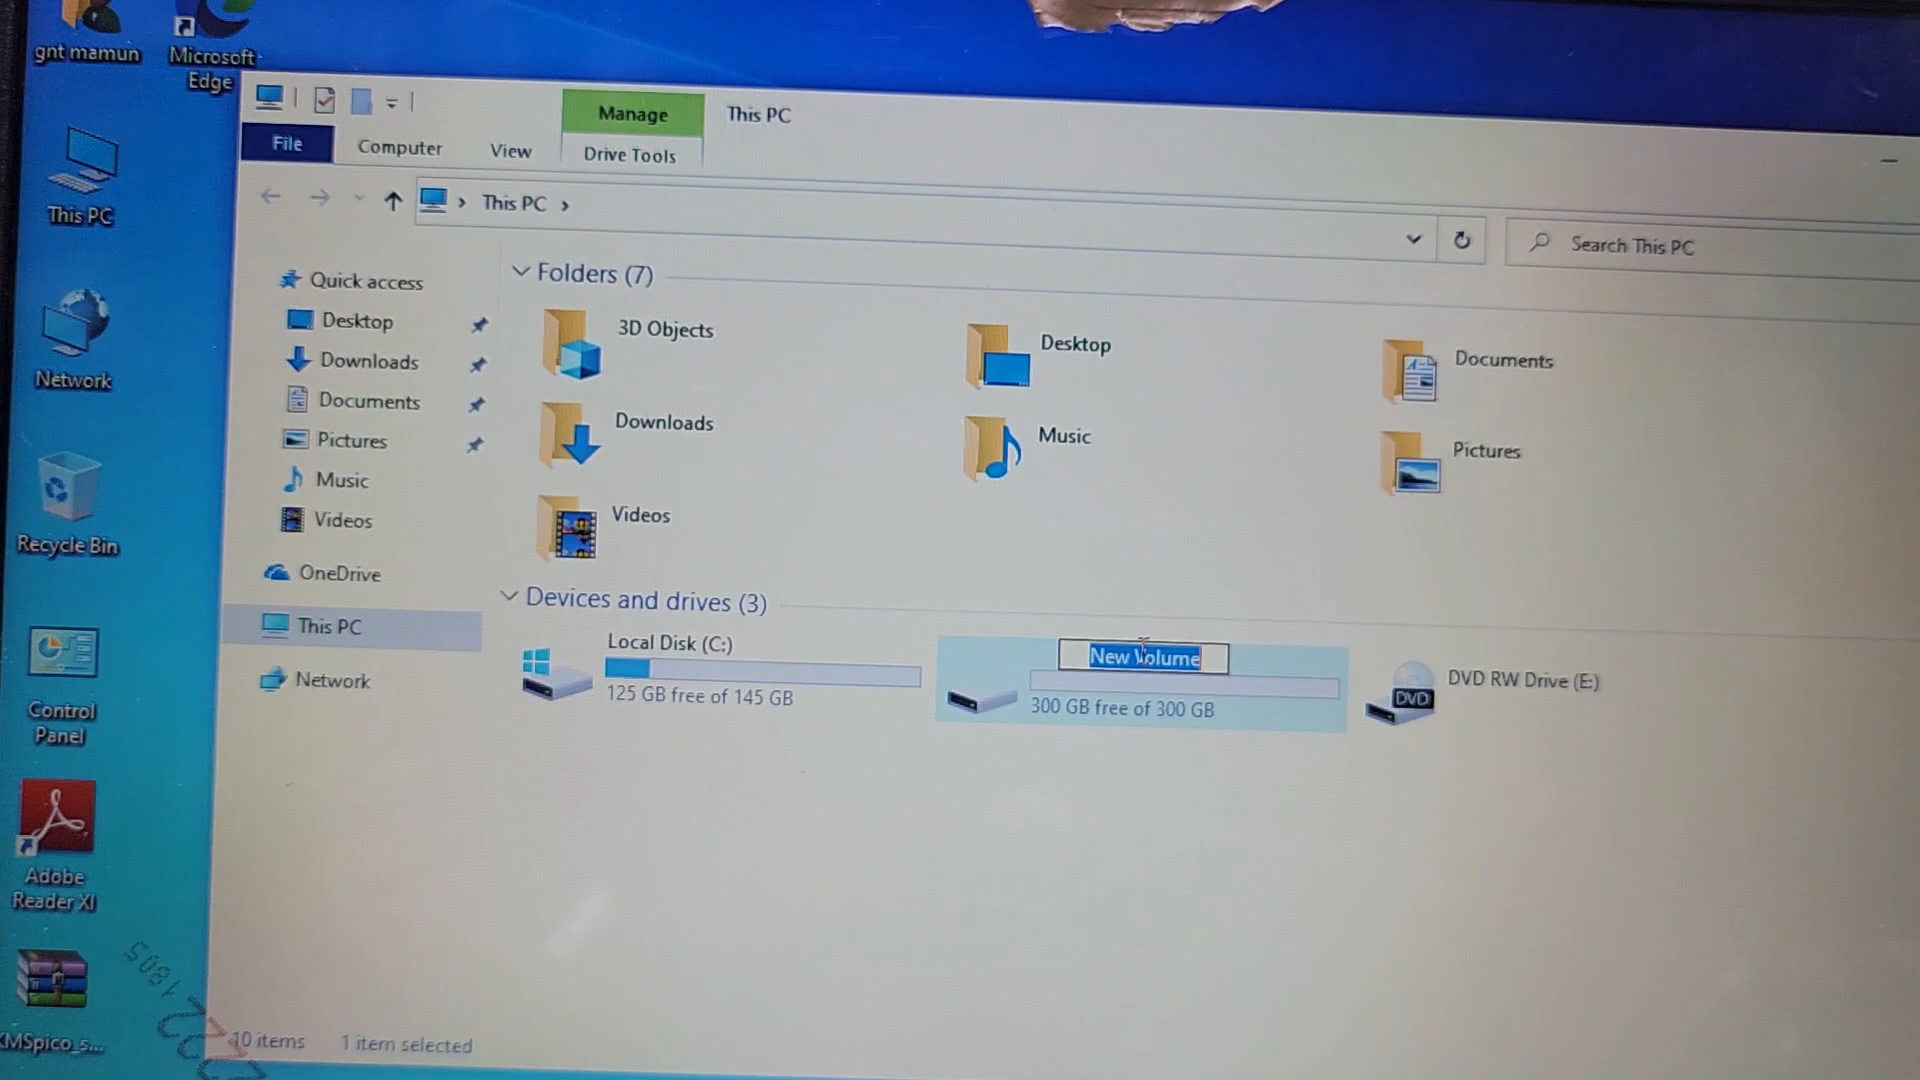 gnt mamun
Microsoft
Edge
This PC
Network
Recycle Bin
Control
Panel
Adobe
Reader XI
KMSpico_5...
1805
222
Manage
This PC
File
Computer
View
Drive Tools
This PC
Search This PC
Quick access
Desktop
Downloads
Documents
Pictures
Music
Videos
OneDrive
This PC
Network
Folders (7)
3D Objects
Desktop
Documents
Downloads
Music
Pictures
Videos
Devices and drives (3)
Local Disk (C:)
125 GB free of 145 GB
New Volume
300 GB free of 300 GB
DVD
DVD RW Drive (E:)
10 items
1 item selected